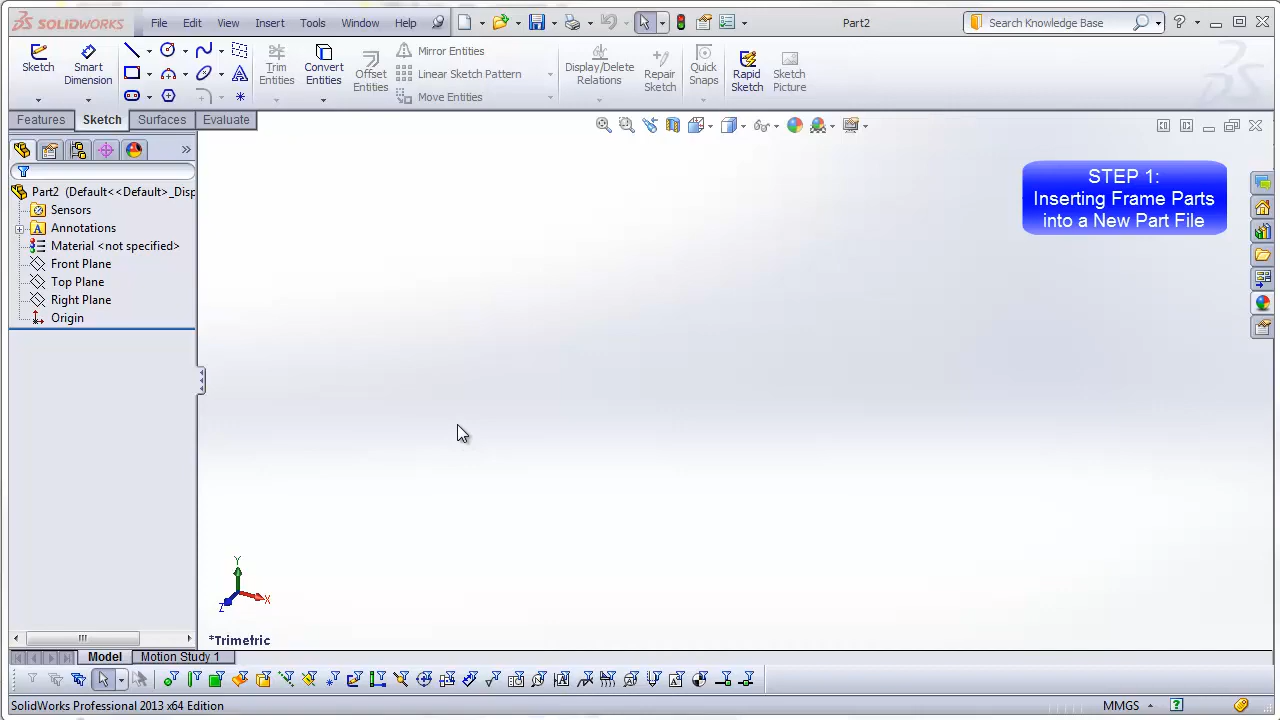 SOLIDWORKS File Edit View Insert Tools Window Help Part2 Search Knowledge Base
Sketch Smart Dimension Trim Entities Convert Entities Offset Entities Mirror Entities Linear Sketch Pattern Move Entities Display/Delete Relations Repair Sketch Quick Snaps Rapid Sketch Sketch Picture
Features Sketch Surfaces Evaluate
Part2 (Default<<Default>_Disp
Sensors
Annotations
Material <not specified>
Front Plane
Top Plane
Right Plane
Origin
STEP 1:
Inserting Frame Parts
into a New Part File
Y
X
Z
*Trimetric
Model Motion Study 1
SolidWorks Professional 2013 x64 Edition MMGS